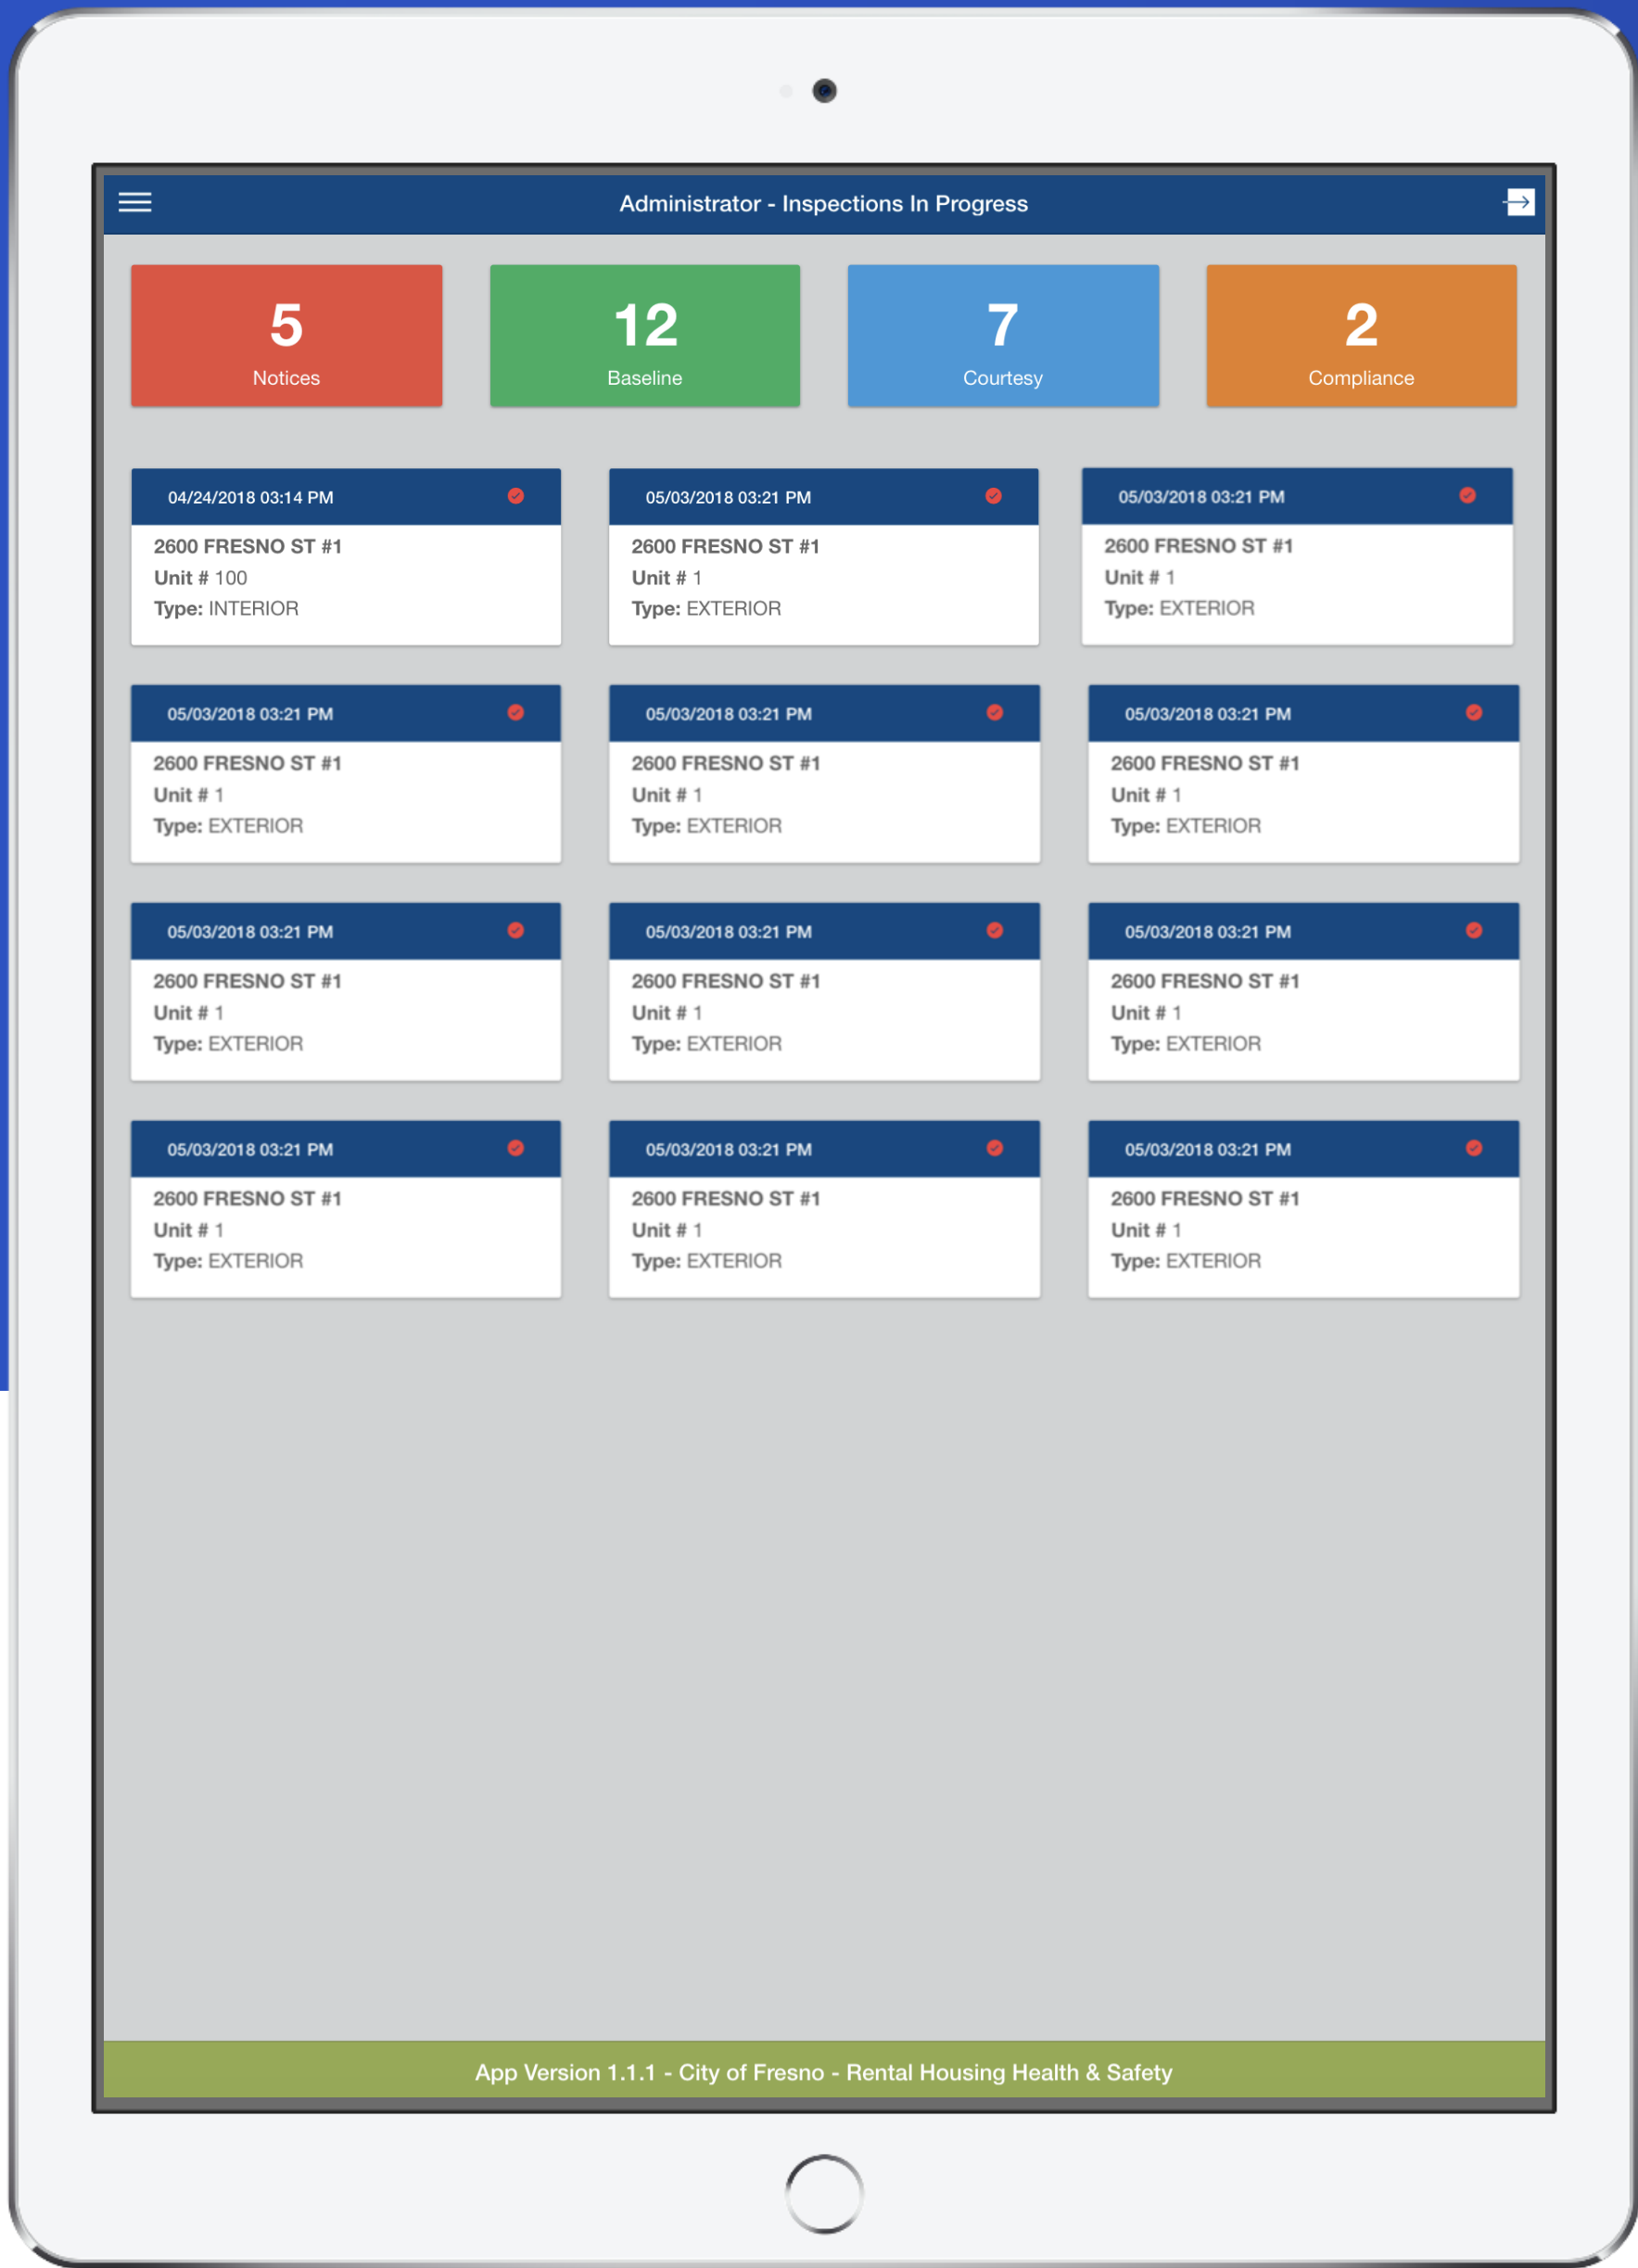 Administrator - Inspections In Progress
5
Notices
12
Baseline
7
Courtesy
2
Compliance
04/24/2018 03:14 PM
2600 FRESNO ST #1
Unit # 100
Type: INTERIOR
05/03/2018 03:21 PM
2600 FRESNO ST #1
Unit # 1
Type: EXTERIOR
05/03/2018 03:21 PM
2600 FRESNO ST #1
Unit # 1
Type: EXTERIOR
05/03/2018 03:21 PM
2600 FRESNO ST #1
Unit # 1
Type: EXTERIOR
05/03/2018 03:21 PM
2600 FRESNO ST #1
Unit # 1
Type: EXTERIOR
05/03/2018 03:21 PM
2600 FRESNO ST #1
Unit # 1
Type: EXTERIOR
05/03/2018 03:21 PM
2600 FRESNO ST #1
Unit # 1
Type: EXTERIOR
05/03/2018 03:21 PM
2600 FRESNO ST #1
Unit # 1
Type: EXTERIOR
05/03/2018 03:21 PM
2600 FRESNO ST #1
Unit # 1
Type: EXTERIOR
05/03/2018 03:21 PM
2600 FRESNO ST #1
Unit # 1
Type: EXTERIOR
05/03/2018 03:21 PM
2600 FRESNO ST #1
Unit # 1
Type: EXTERIOR
05/03/2018 03:21 PM
2600 FRESNO ST #1
Unit # 1
Type: EXTERIOR
App Version 1.1.1 - City of Fresno - Rental Housing Health & Safety